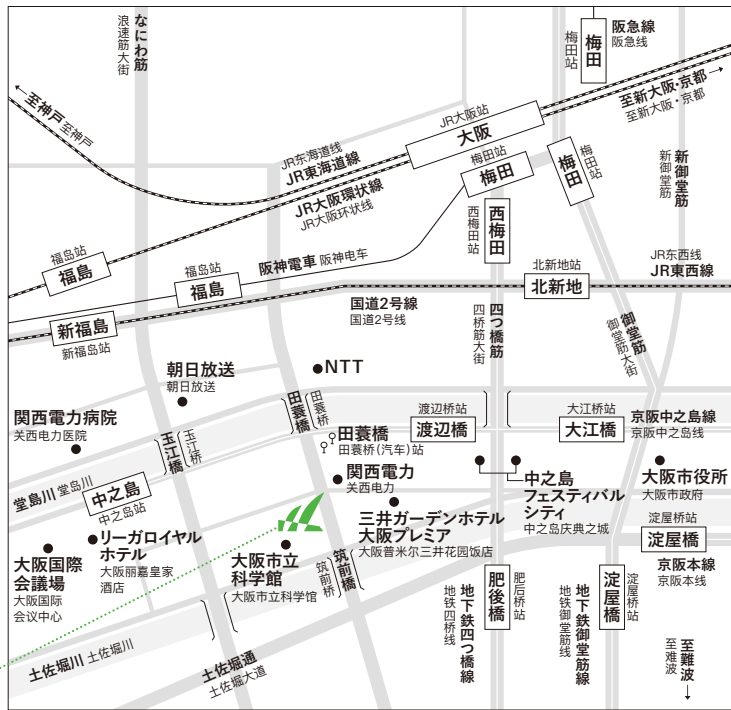 なにわ筋
浪速筋大街
梅田
梅田站
阪急線
阪急线
←至神戸
至神戸
至新大阪・京都→
至新大阪・京都
JR大阪站
大阪
JR东海道线
JR東海道線
JR大阪環状線
JR大阪环状线
梅田站
梅田
梅田
梅田站
新御堂筋
新御堂筋
西梅田
西梅田站
福岛站
福島
福岛站
福島
阪神電車 阪神电车
JR东西线
JR東西線
北新地站
北新地
新福島
新福岛站
国道2号線
国道2号线
四つ橋筋
四桥筋大街
御堂筋
御堂筋大街
朝日放送
朝日放送
NTT
関西電力病院
关西电力医院
玉江橋
玉江桥
田蓑橋
田蓑桥
田蓑橋
田蓑桥(汽车)站
渡辺桥站
渡辺橋
大江桥站
大江橋
京阪中之島線
京阪中之岛线
堂島川 堂岛川
中之島
中之岛站
関西電力
关西电力
中之島
フェスティバル
シティ
中之岛庆典之城
大阪市役所
大阪市政府
三井ガーデンホテル
大阪プレミア
大阪普米尔三井花园饭店
淀屋桥站
淀屋橋
京阪本線
京阪本线
大阪国際
会議場
大阪国际
会议中心
リーガロイヤル
ホテル
大阪丽嘉皇家
酒店
大阪市立
科学館
大阪市立科学馆
筑前橋
筑前桥
肥後橋
肥后桥站
地下鉄四つ橋線
地铁四桥线
淀屋橋
淀屋桥站
地下鉄御堂筋線
地铁御堂筋线
土佐堀川 土佐堀川
土佐堀通
土佐堀大道
至難波→
至难波